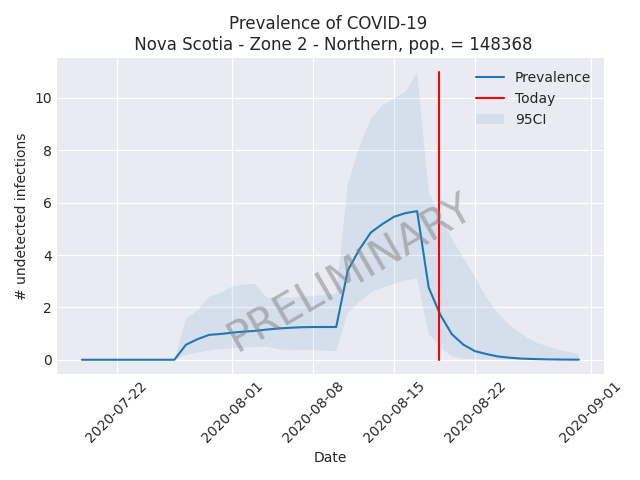 Prevalence of COVID-19
Nova Scotia - Zone 2 - Northern, pop. = 148368
Prevalence
Today
95CI
10
8
6
4
2
0
# undetected infections
PRELIMINARY
2020-07-22
2020-08-01
2020-08-08
2020-08-15
2020-08-22
2020-09-01
Date